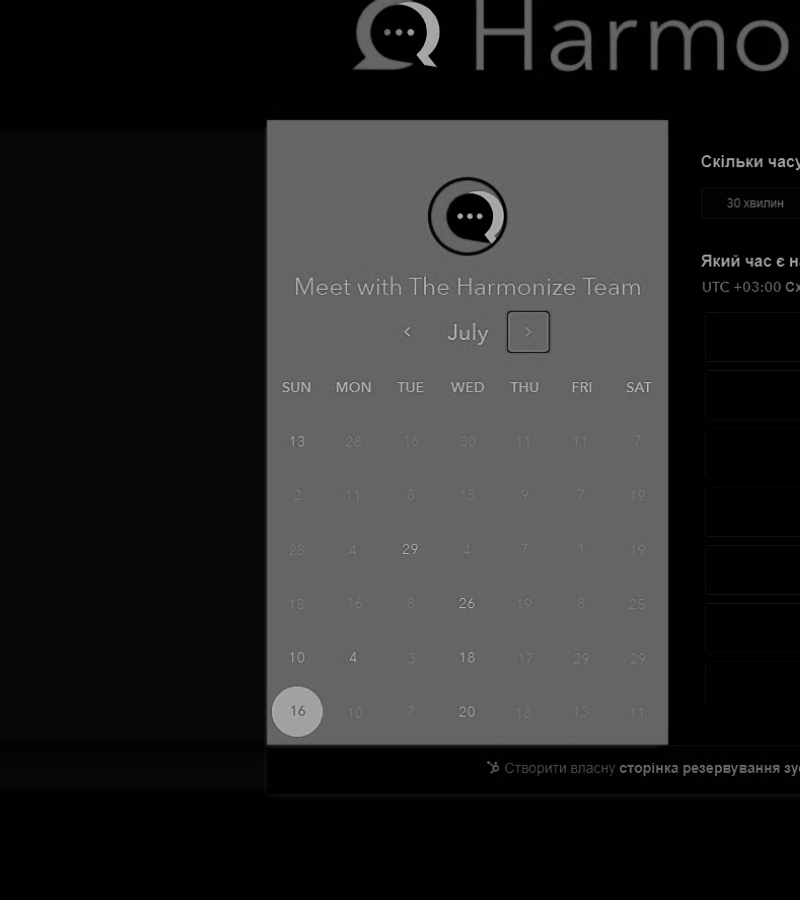 Harmo
Meet with The Harmonize Team
July
SUN MON TUE WED THU FRI SAT
13 28 16 30 11 11 7
2 11 8 15 9 7 19
28 4 29 4 7 1 19
18 16 8 26 19 8 25
10 4 3 18 17 29 29
16 10 7 20 18 13 11
Скільки часу
30 хвилин
Який час є н
UTC +03:00 Сх
Створити власну сторінка резервування зус